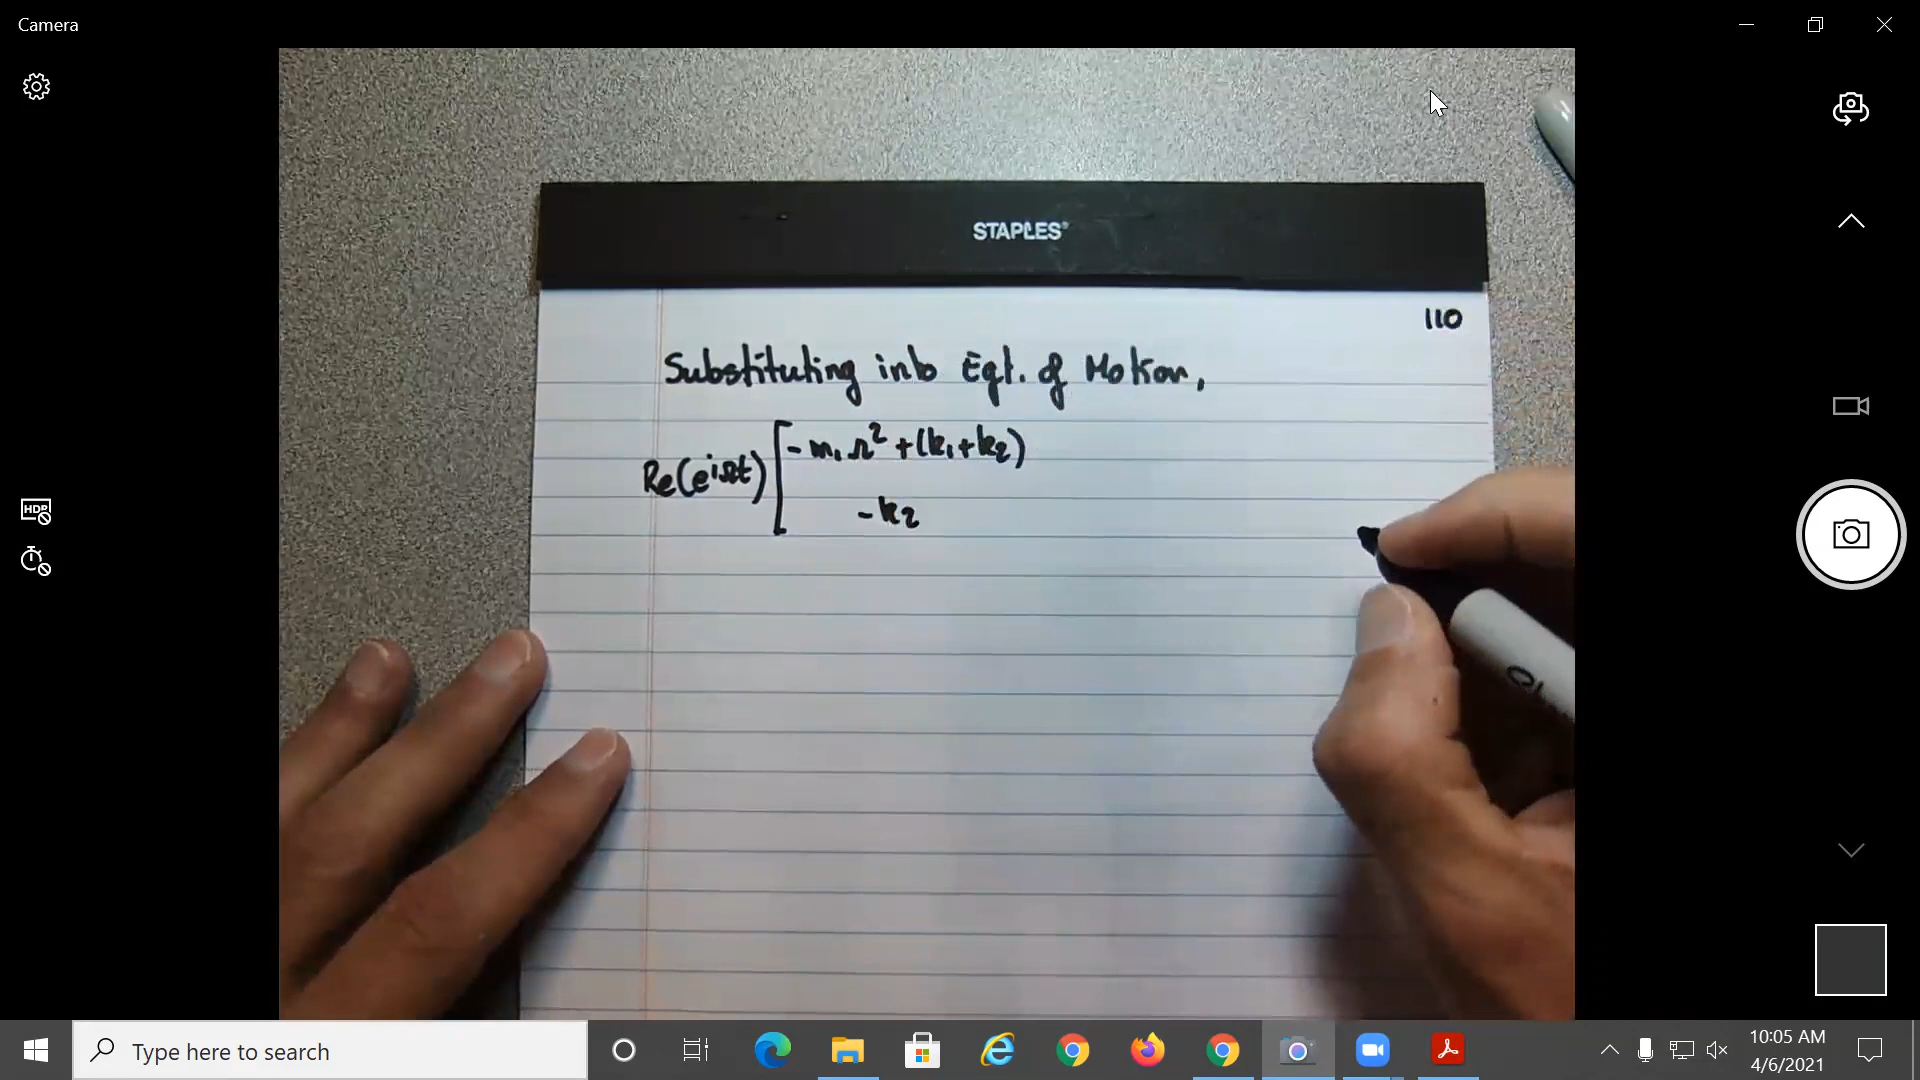 Camera
STAPLES
110
Substituting into Eqt. of Motion,
Re(e^{iΩt}) [ -m₁Ω² + (k₁+k₂)
-k₂
Type here to search
10:05 AM
4/6/2021